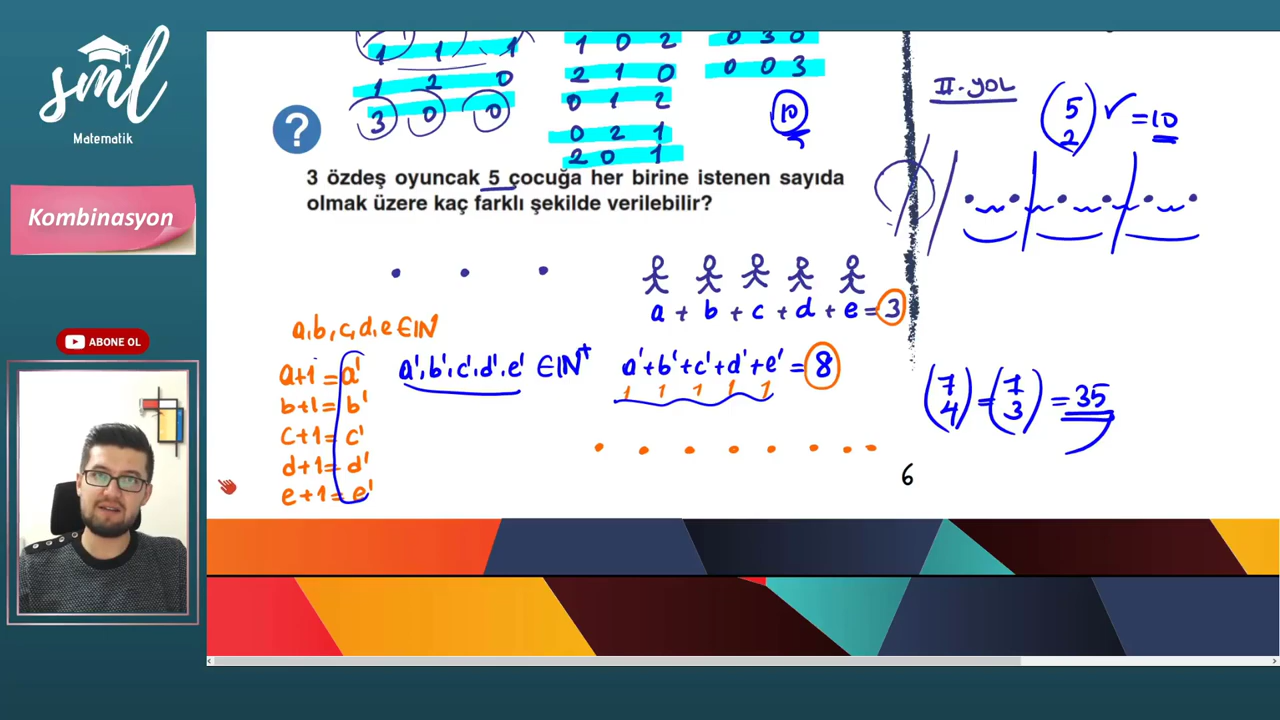 sml
Matematik
Kombinasyon
ABONE OL
1 1 1
1 2 0
3 0 0
1 0 2
2 1 0
0 1 2
0 2 1
2 0 1
0 3 0
0 0 3
10
?
3 özdeş oyuncak 5 çocuğa her birine istenen sayıda
olmak üzere kaç farklı şekilde verilebilir?
a + b + c + d + e = 3
a,b,c,d,e ∈ IN
a+1 = a'
b+1 = b'
c+1 = c'
d+1 = d'
e+1 = e'
a',b',c',d',e' ∈ IN+
a'+b'+c'+d'+e' = 8
1 1 1 1 1
6
II. YOL
(5 2) ✓ = 10
(7 4) = (7 3) = 35